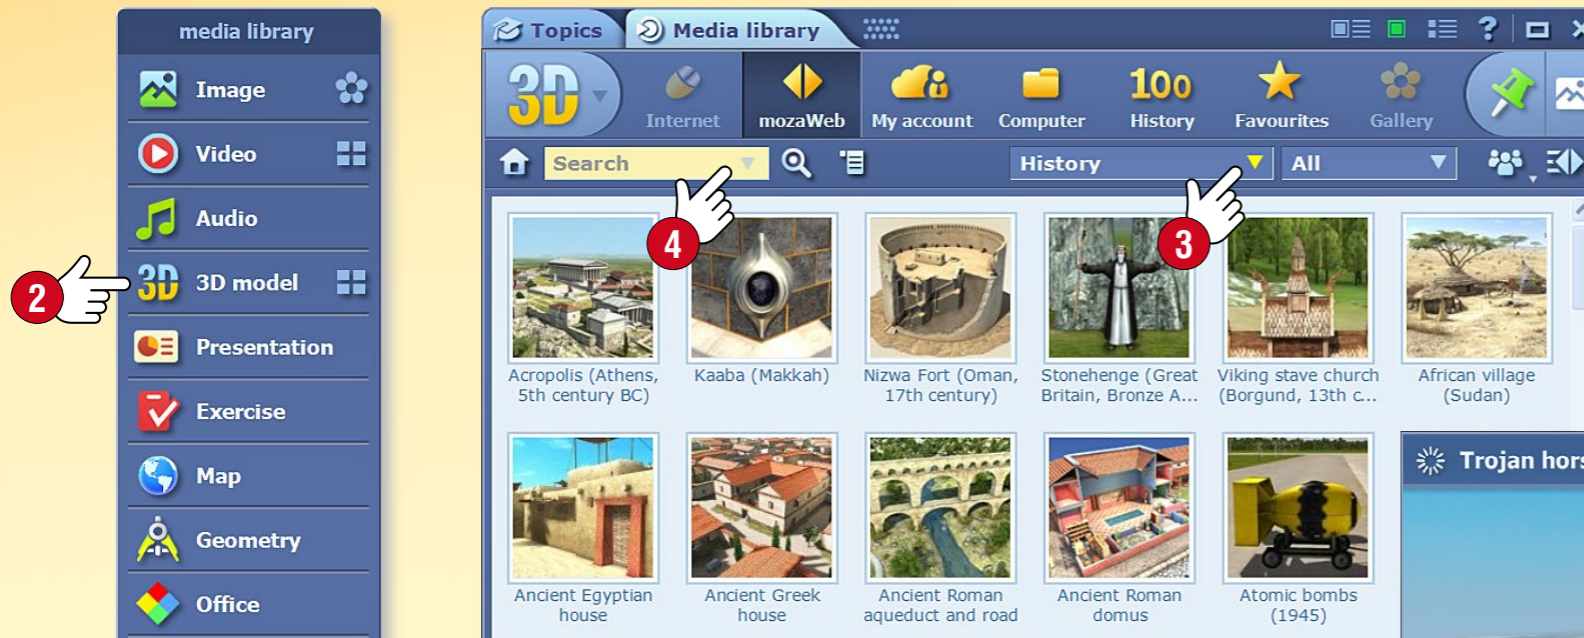 media library
Image
Video
Audio
2
3D
3D model
Presentation
Exercise
Map
Geometry
Office
Topics
Media library
?
3D
Internet
mozaWeb
My account
Computer
100
History
Favourites
Gallery
Search
History
All
4
3
Acropolis (Athens,
5th century BC)
Kaaba (Makkah)
Nizwa Fort (Oman,
17th century)
Stonehenge (Great
Britain, Bronze A...
Viking stave church
(Borgund, 13th c...
African village
(Sudan)
Trojan hors
Ancient Egyptian
house
Ancient Greek
house
Ancient Roman
aqueduct and road
Ancient Roman
domus
Atomic bombs
(1945)